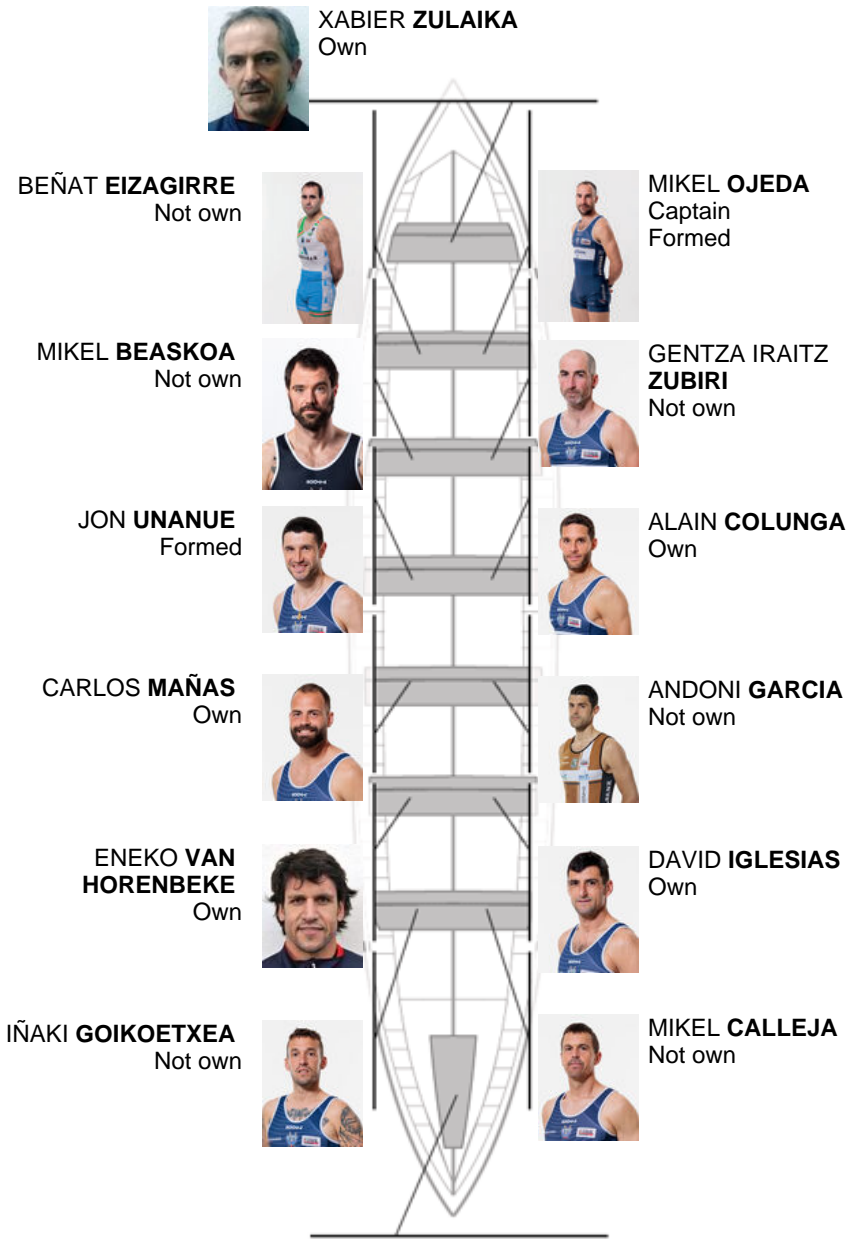 XABIER ZULAIKA
Own
BEÑAT EIZAGIRRE
Not own
MIKEL OJEDA
Captain
Formed
MIKEL BEASKOA
Not own
GENTZA IRAITZ
ZUBIRI
Not own
JON UNANUE
Formed
ALAIN COLUNGA
Own
CARLOS MAÑAS
Own
ANDONI GARCIA
Not own
ENEKO VAN
HORENBEKE
Own
DAVID IGLESIAS
Own
IÑAKI GOIKOETXEA
Not own
MIKEL CALLEJA
Not own